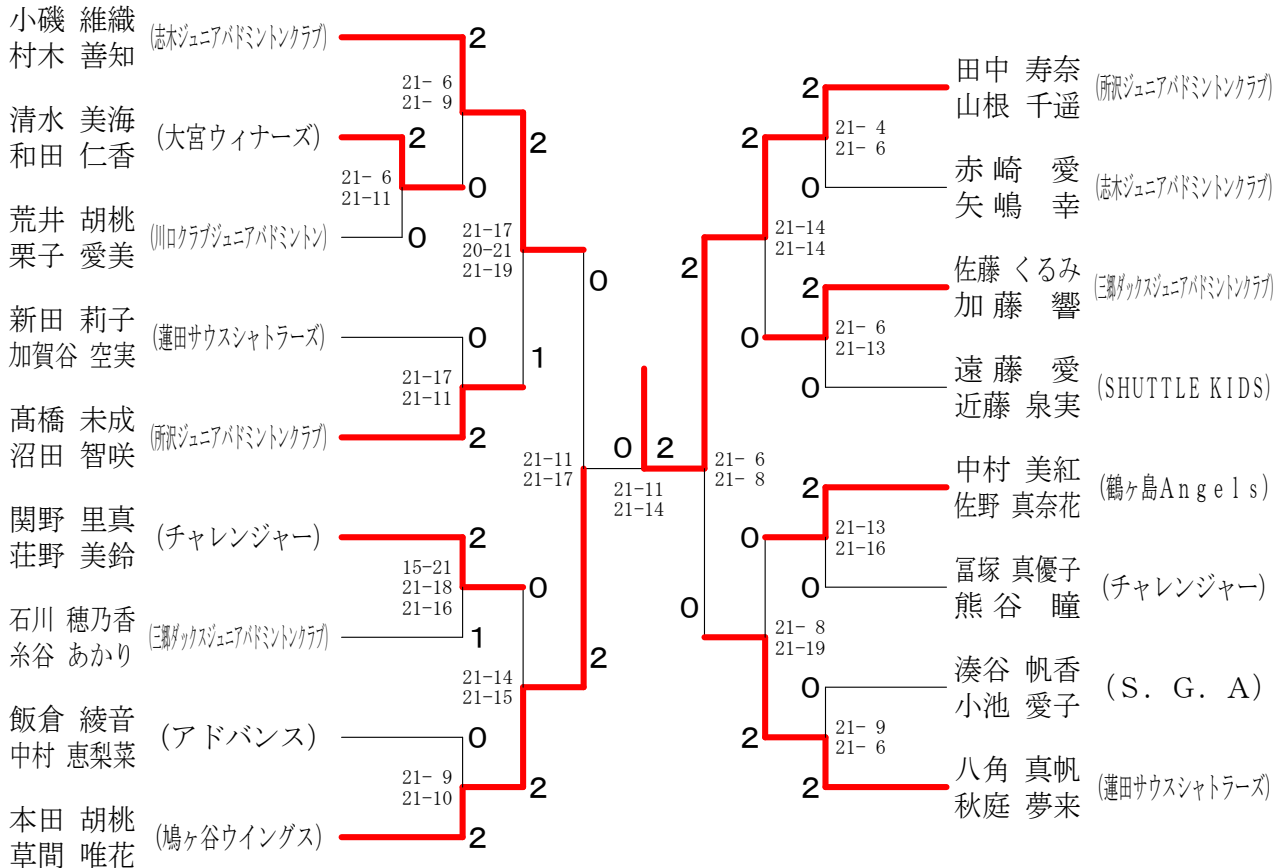 小磯 維織
村木 善知
(志木ジュニアバドミントンクラブ)
2
21- 6
21- 9
清水 美海
和田 仁香
(大宮ウィナーズ)
2
2
0
21- 6
21-11
荒井 胡桃
栗子 愛美
(川口クラブジュニアバドミントン)
0
21-17
20-21
21-19
0
新田 莉子
加賀谷 空実
(蓮田サウスシャトラーズ)
0
1
21-17
21-11
髙橋 未成
沼田 智咲
(所沢ジュニアバドミントンクラブ)
2
21-11
21-17
関野 里真
荘野 美鈴
(チャレンジャー)
2
15-21
21-18
21-16
0
石川 穂乃香
糸谷 あかり
(三郷ダックスジュニアバドミントンクラブ)
1
2
21-14
21-15
飯倉 綾音
中村 恵梨菜
(アドバンス)
0
21- 9
21-10
2
本田 胡桃
草間 唯花
(鳩ヶ谷ウイングス)
2
0 2
21-11
21-14
田中 寿奈
山根 千遥
(所沢ジュニアバドミントンクラブ)
2
2
21- 4
21- 6
赤崎 愛
矢嶋 幸
(志木ジュニアバドミントンクラブ)
0
21-14
21-14
2
佐藤 くるみ
加藤 響
(三郷ダックスジュニアバドミントンクラブ)
2
0
21- 6
21-13
遠藤 愛
近藤 泉実
(SHUTTLE KIDS)
0
21- 6
21- 8
中村 美紅
佐野 真奈花
(鶴ヶ島Angels)
2
0
21-13
21-16
冨塚 真優子
熊谷 瞳
(チャレンジャー)
0
0
21- 8
21-19
湊谷 帆香
小池 愛子
(S. G. A)
0
2
21- 9
21- 6
八角 真帆
秋庭 夢来
(蓮田サウスシャトラーズ)
2